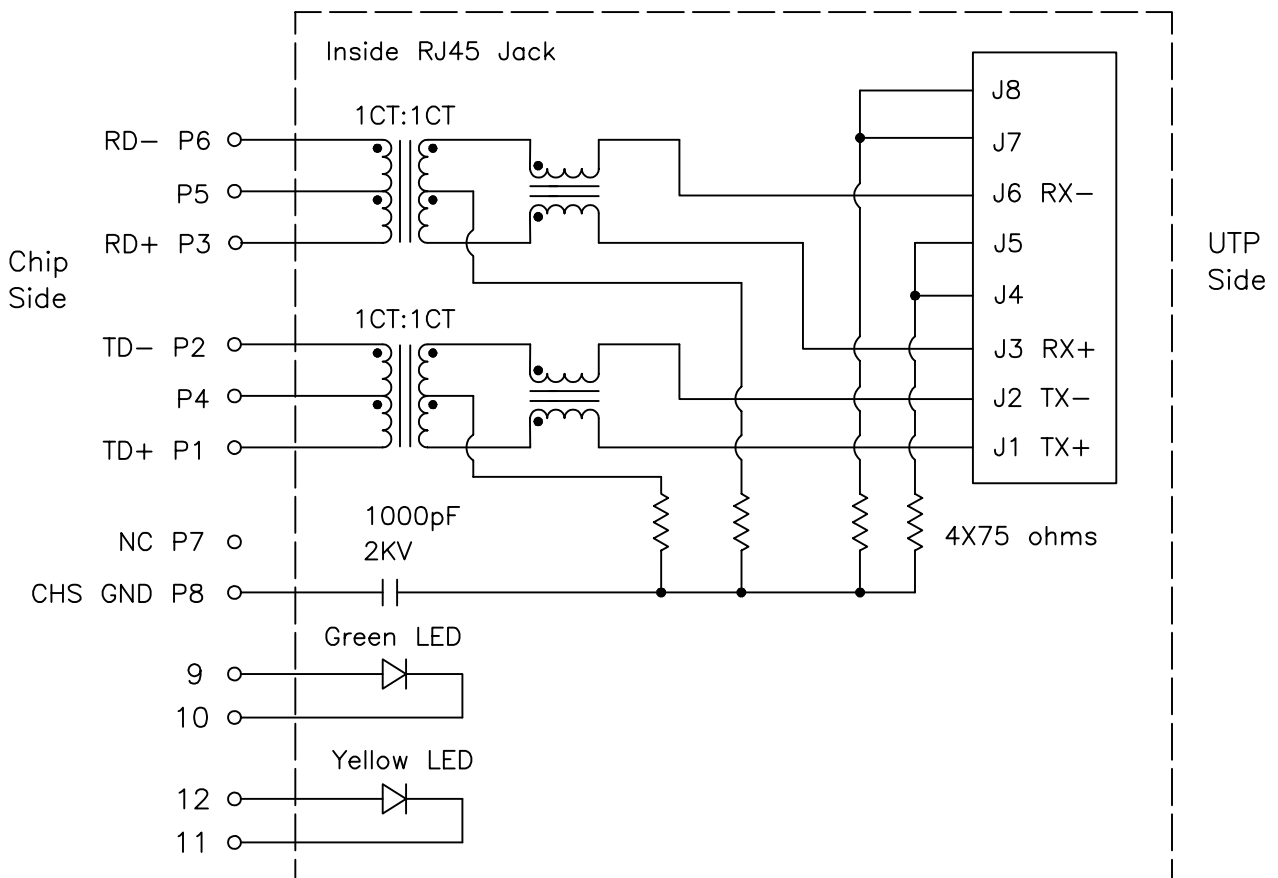 Inside RJ45 Jack
1CT:1CT
RD- P6
P5
RD+ P3
Chip
Side
1CT:1CT
TD- P2
P4
TD+ P1
NC P7
1000pF
2KV
CHS GND P8
Green LED
9
10
Yellow LED
12
11
J8
J7
J6 RX-
J5
J4
J3 RX+
J2 TX-
J1 TX+
4X75 ohms
UTP
Side